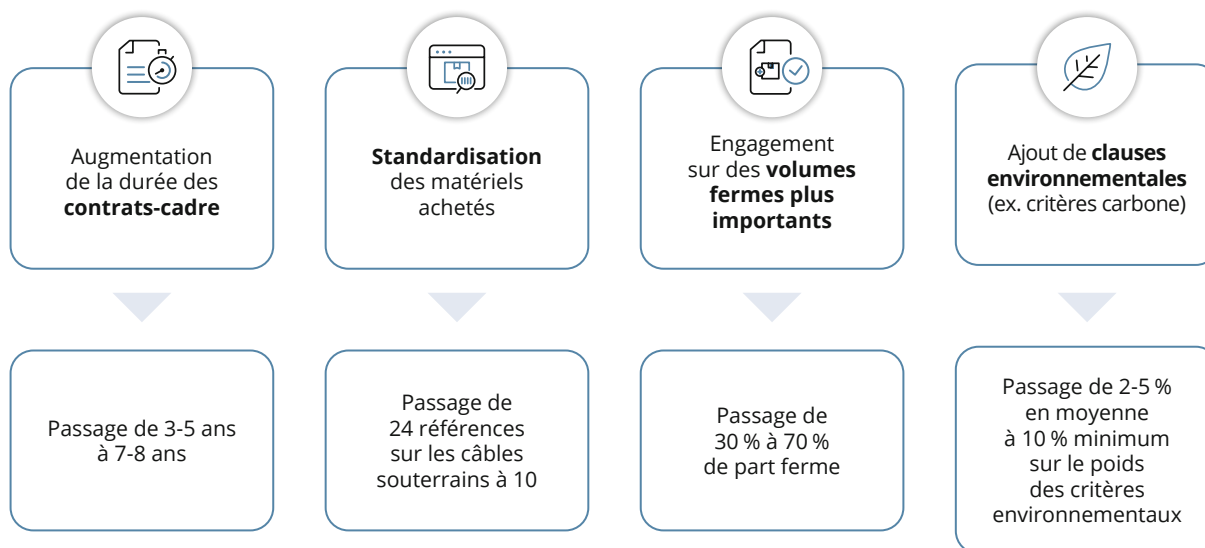 Augmentation
de la durée des
contrats-cadre
Standardisation
des matériels
achetés
Engagement
sur des volumes
fermes plus
importants
Ajout de clauses
environnementales
(ex. critères carbone)
Passage de 3-5 ans
à 7-8 ans
Passage de
24 références
sur les câbles
souterrains à 10
Passage de
30 % à 70 %
de part ferme
Passage de 2-5 %
en moyenne
à 10 % minimum
sur le poids
des critères
environnementaux